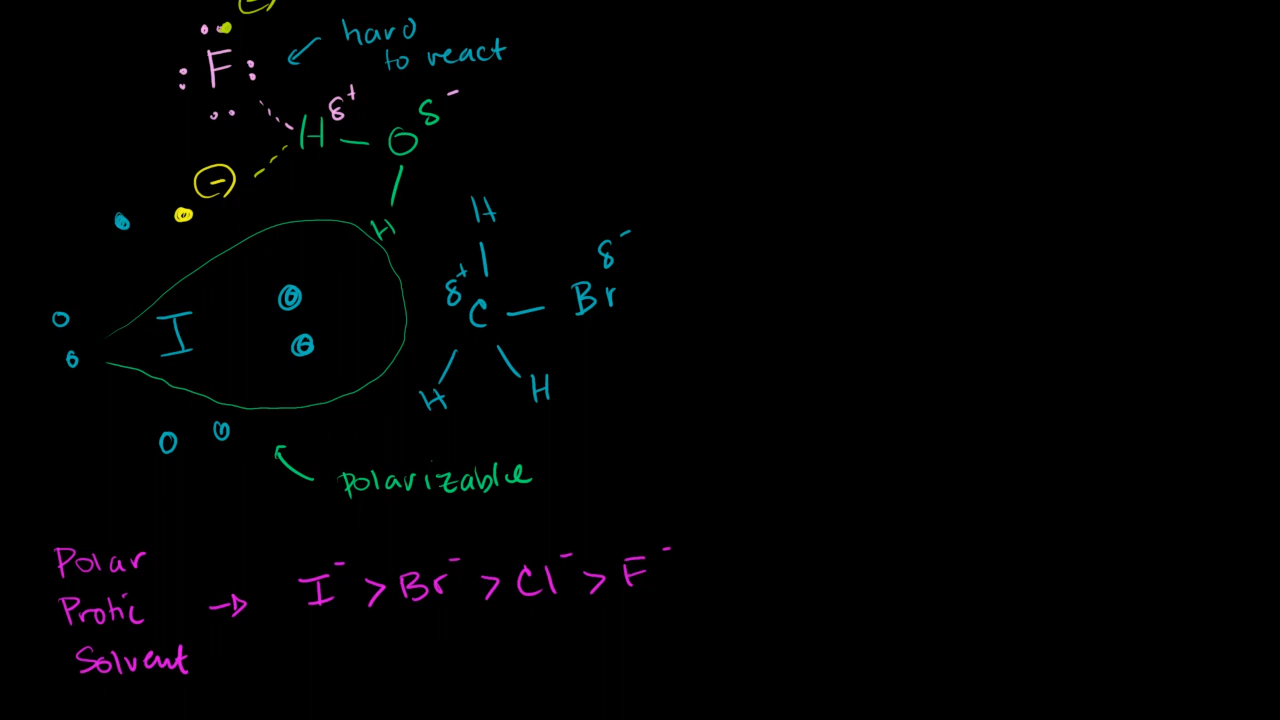 hard
to react
F
δ+
δ-
H - O
H
H
δ-
δ+
C - Br
I
H
H
polarizable
Polar
Protic → I⁻ > Br⁻ > Cl⁻ > F⁻
Solvent